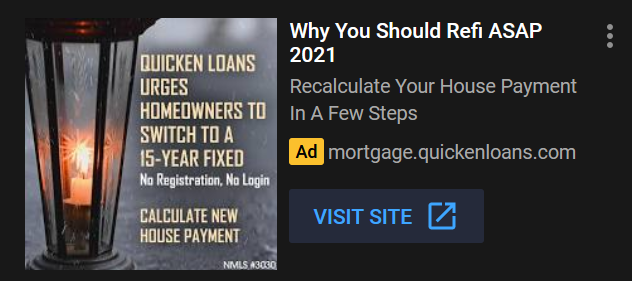 QUICKEN LOANS
URGES
HOMEOWNERS TO
SWITCH TO A
15-YEAR FIXED
No Registration, No Login
CALCULATE NEW
HOUSE PAYMENT
NMLS #3030
Why You Should Refi ASAP
2021
Recalculate Your House Payment
In A Few Steps
Ad mortgage.quickenloans.com
VISIT SITE